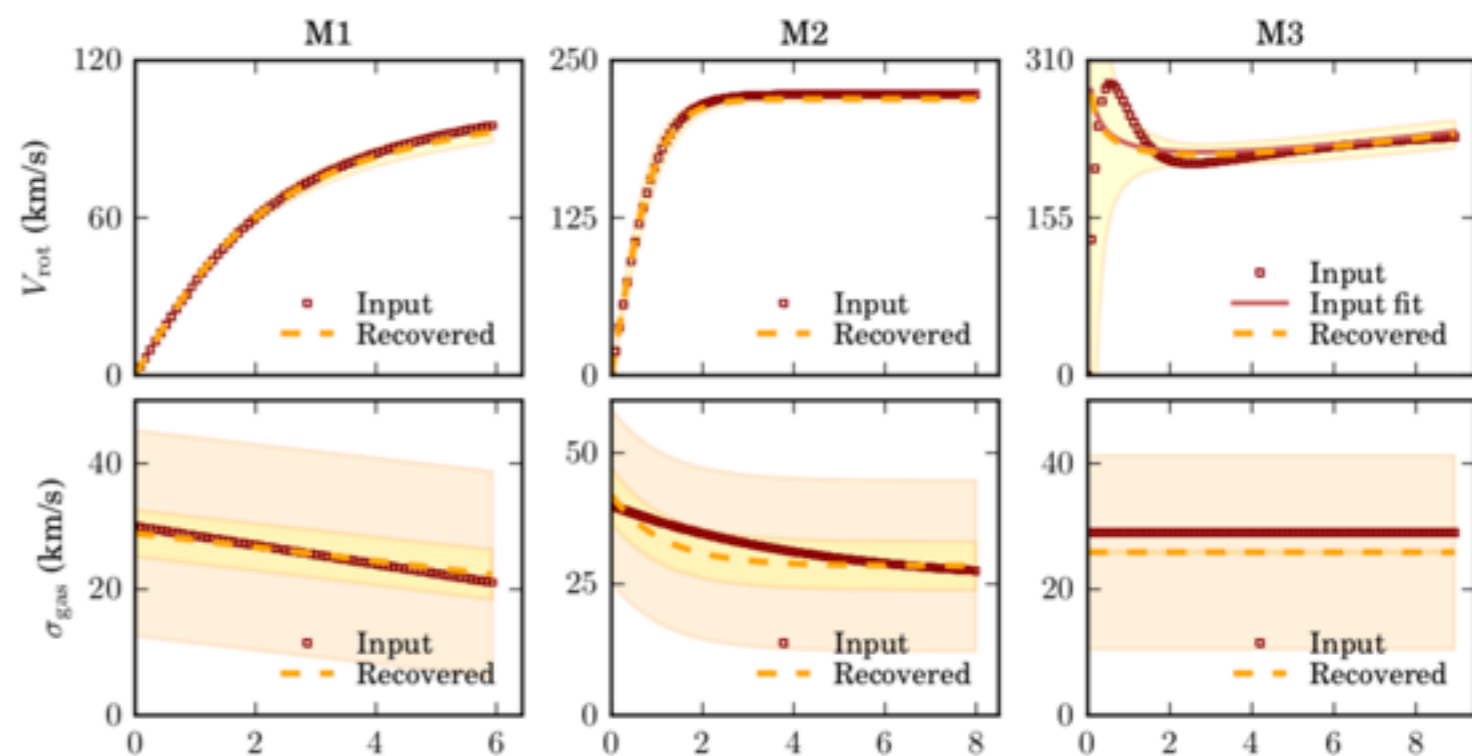 M1 M2 M3
120 250 310
V_rot (km/s)
60 125 155
Input Input Input
Input fit
Recovered Recovered Recovered
0 0 0
σ_gas (km/s)
40 50 40
20 25 20
Input Input Input
Recovered Recovered Recovered
0 0 0
0 2 4 6 0 2 4 6 8 0 2 4 6 8